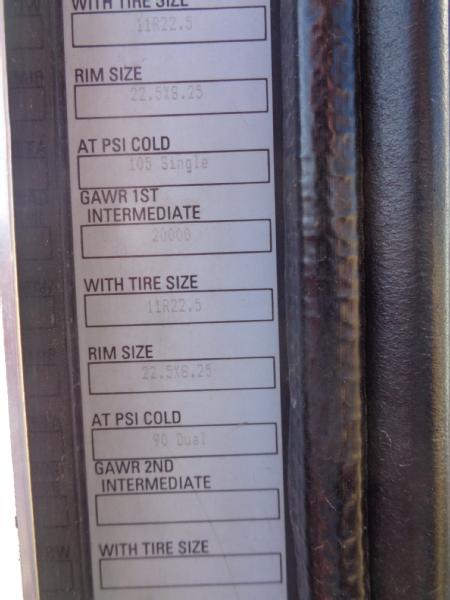 WITH TIRE SIZE
11R22.5
RIM SIZE
22.5X8.25
AT PSI COLD
105 Single
GAWR 1ST
INTERMEDIATE
20000
WITH TIRE SIZE
11R22.5
RIM SIZE
22.5X8.25
AT PSI COLD
90 Dual
GAWR 2ND
INTERMEDIATE
WITH TIRE SIZE